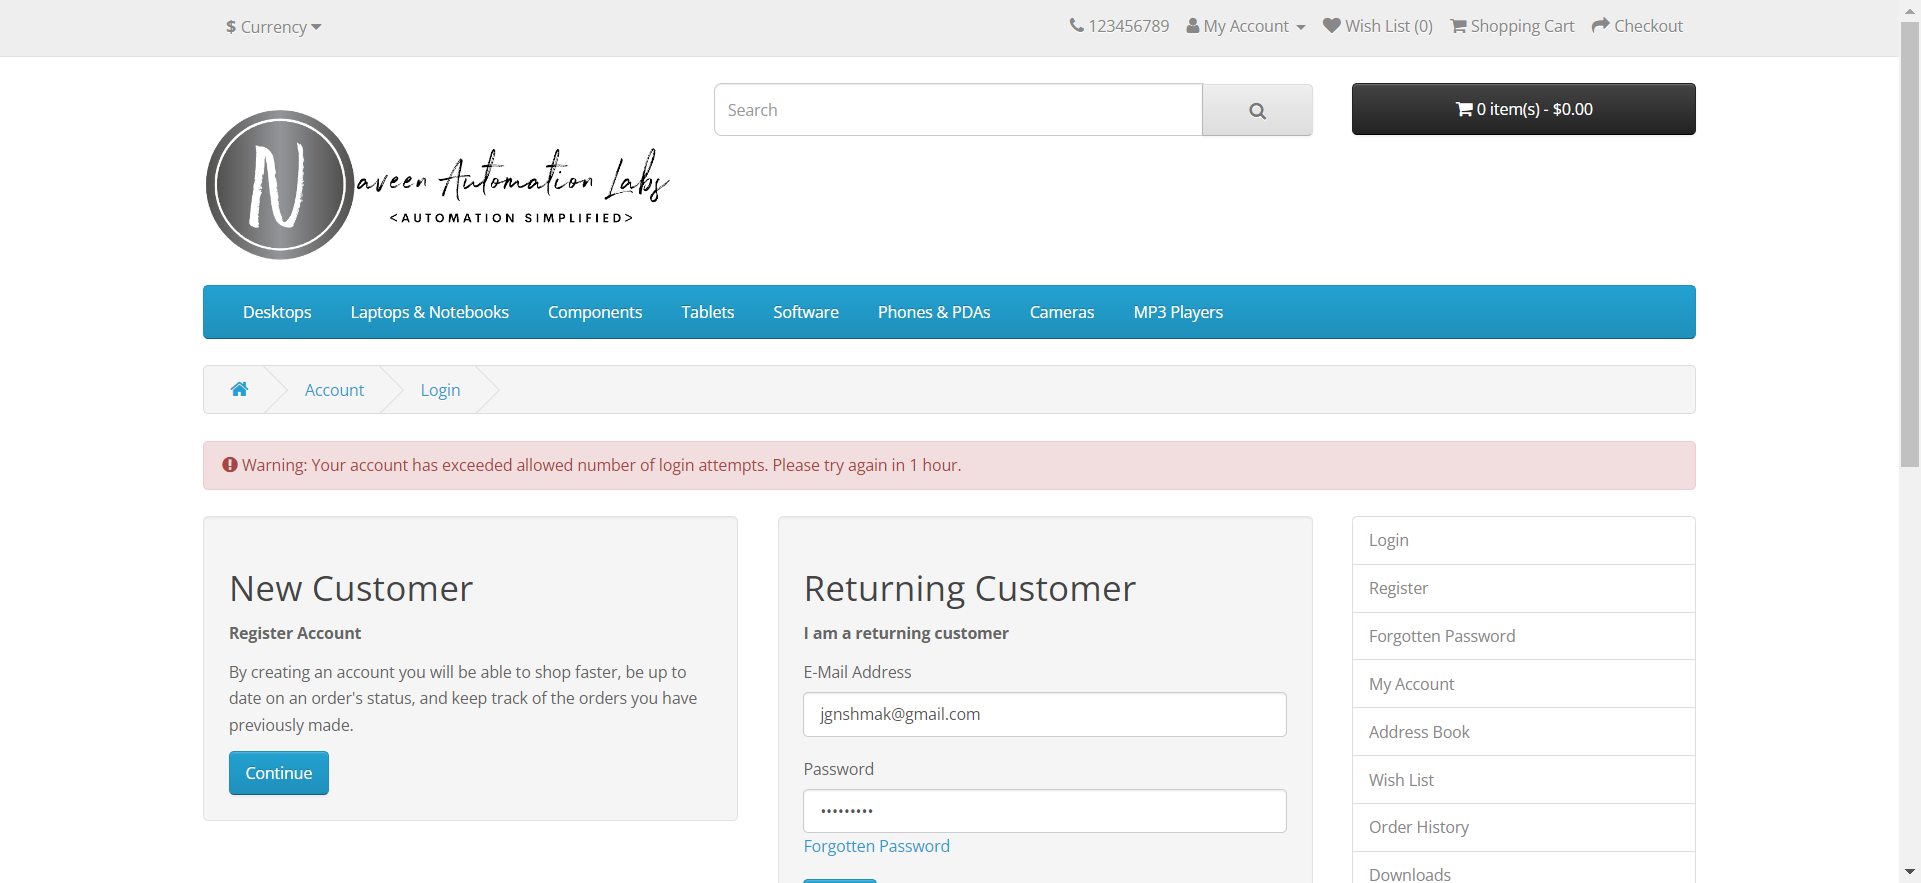 $ Currency
123456789 My Account Wish List (0) Shopping Cart Checkout
Search
0 item(s) - $0.00
N aveen Automation Labs
<AUTOMATION SIMPLIFIED>
Desktops Laptops & Notebooks Components Tablets Software Phones & PDAs Cameras MP3 Players
Account Login
Warning: Your account has exceeded allowed number of login attempts. Please try again in 1 hour.
New Customer
Register Account
By creating an account you will be able to shop faster, be up to
date on an order's status, and keep track of the orders you have
previously made.
Continue
Returning Customer
I am a returning customer
E-Mail Address
jgnshmak@gmail.com
Password
•••••••••
Forgotten Password
Login
Register
Forgotten Password
My Account
Address Book
Wish List
Order History
Downloads